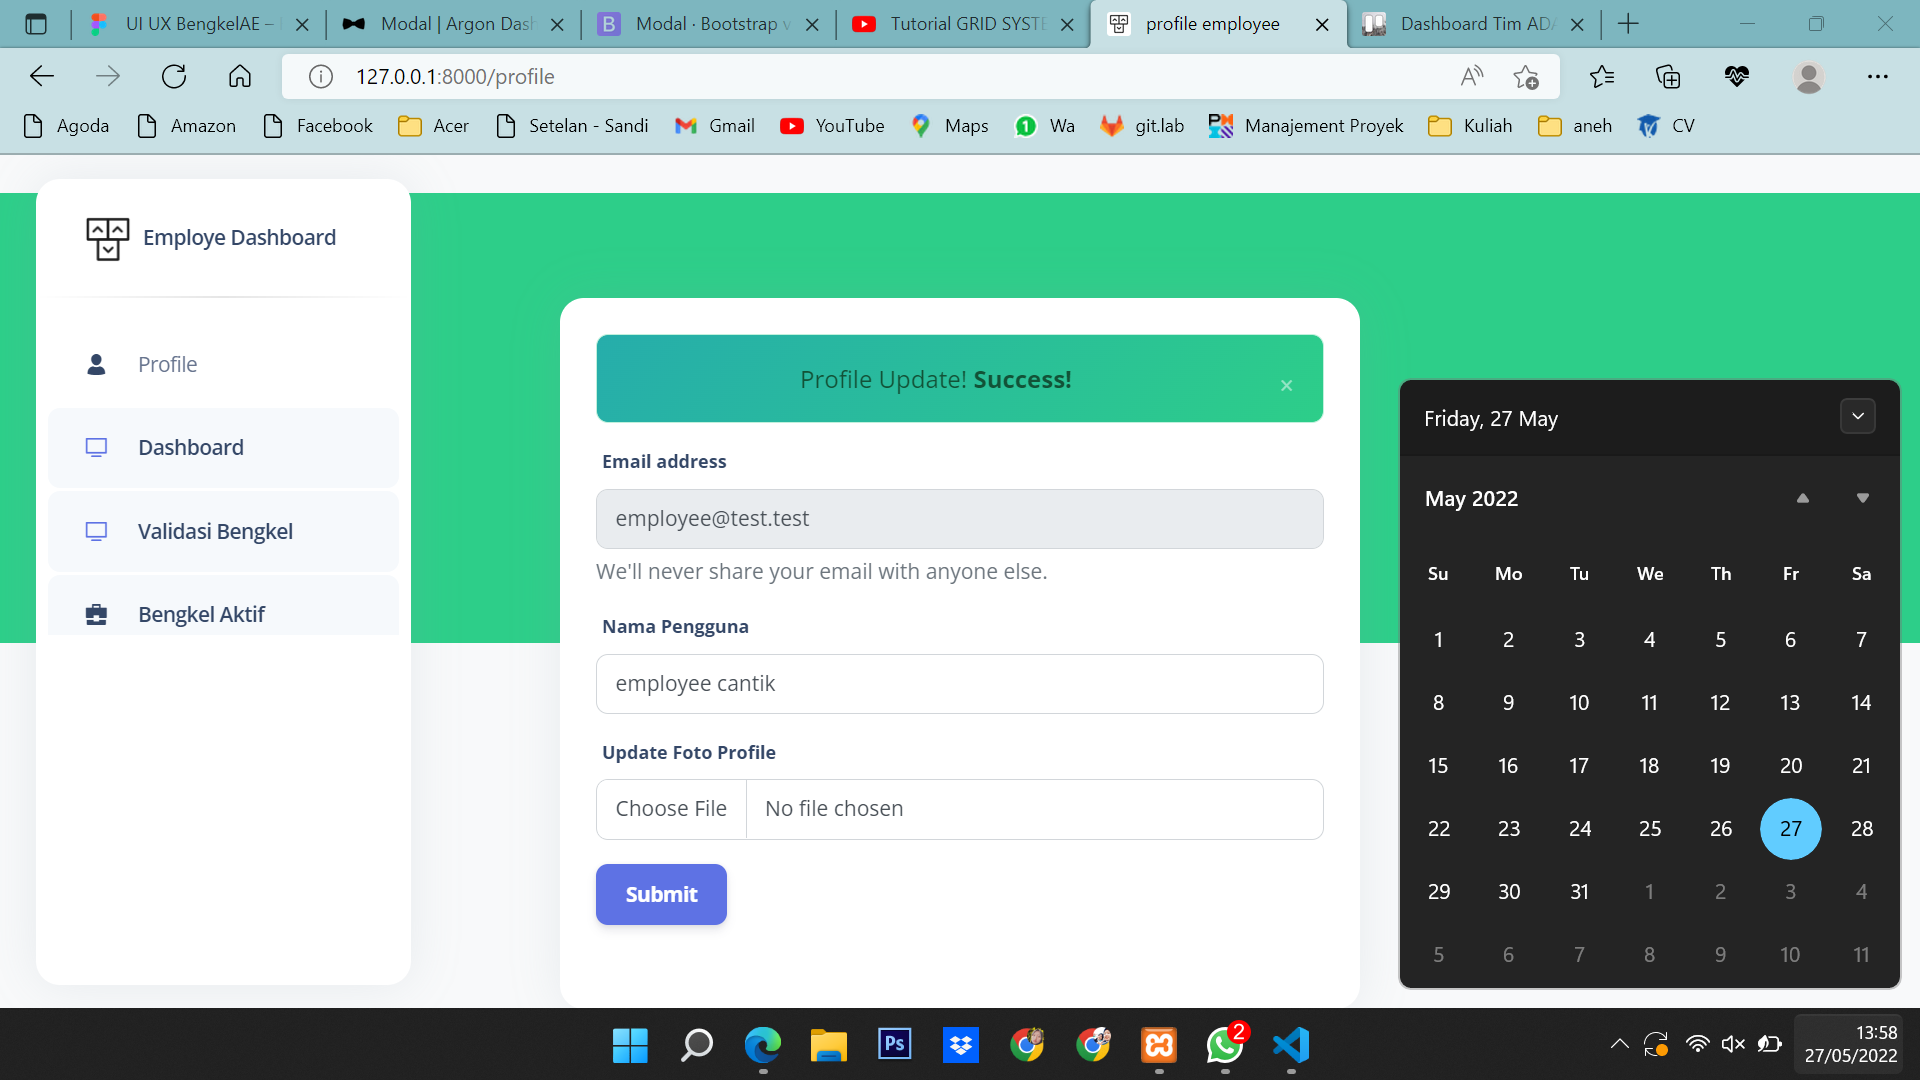 UI UX BengkelAE –
Modal | Argon Dash
Modal · Bootstrap v
Tutorial GRID SYSTE
profile employee
Dashboard Tim ADA
127.0.0.1:8000/profile
Agoda
Amazon
Facebook
Acer
Setelan - Sandi
Gmail
YouTube
Maps
1
Wa
git.lab
Manajement Proyek
Kuliah
aneh
CV
Employe Dashboard
Profile
Dashboard
Validasi Bengkel
Bengkel Aktif
Profile Update! Success!
×
Email address
employee@test.test
We'll never share your email with anyone else.
Nama Pengguna
employee cantik
Update Foto Profile
Choose File
No file chosen
Submit
Friday, 27 May
May 2022
Su Mo Tu We Th Fr Sa
1 2 3 4 5 6 7
8 9 10 11 12 13 14
15 16 17 18 19 20 21
22 23 24 25 26 27 28
29 30 31 1 2 3 4
5 6 7 8 9 10 11
Ps
2
13:58
27/05/2022